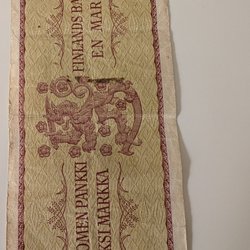 FINLANDS BA
EN MAR
OMEN PANKKI
KSI MARKKA